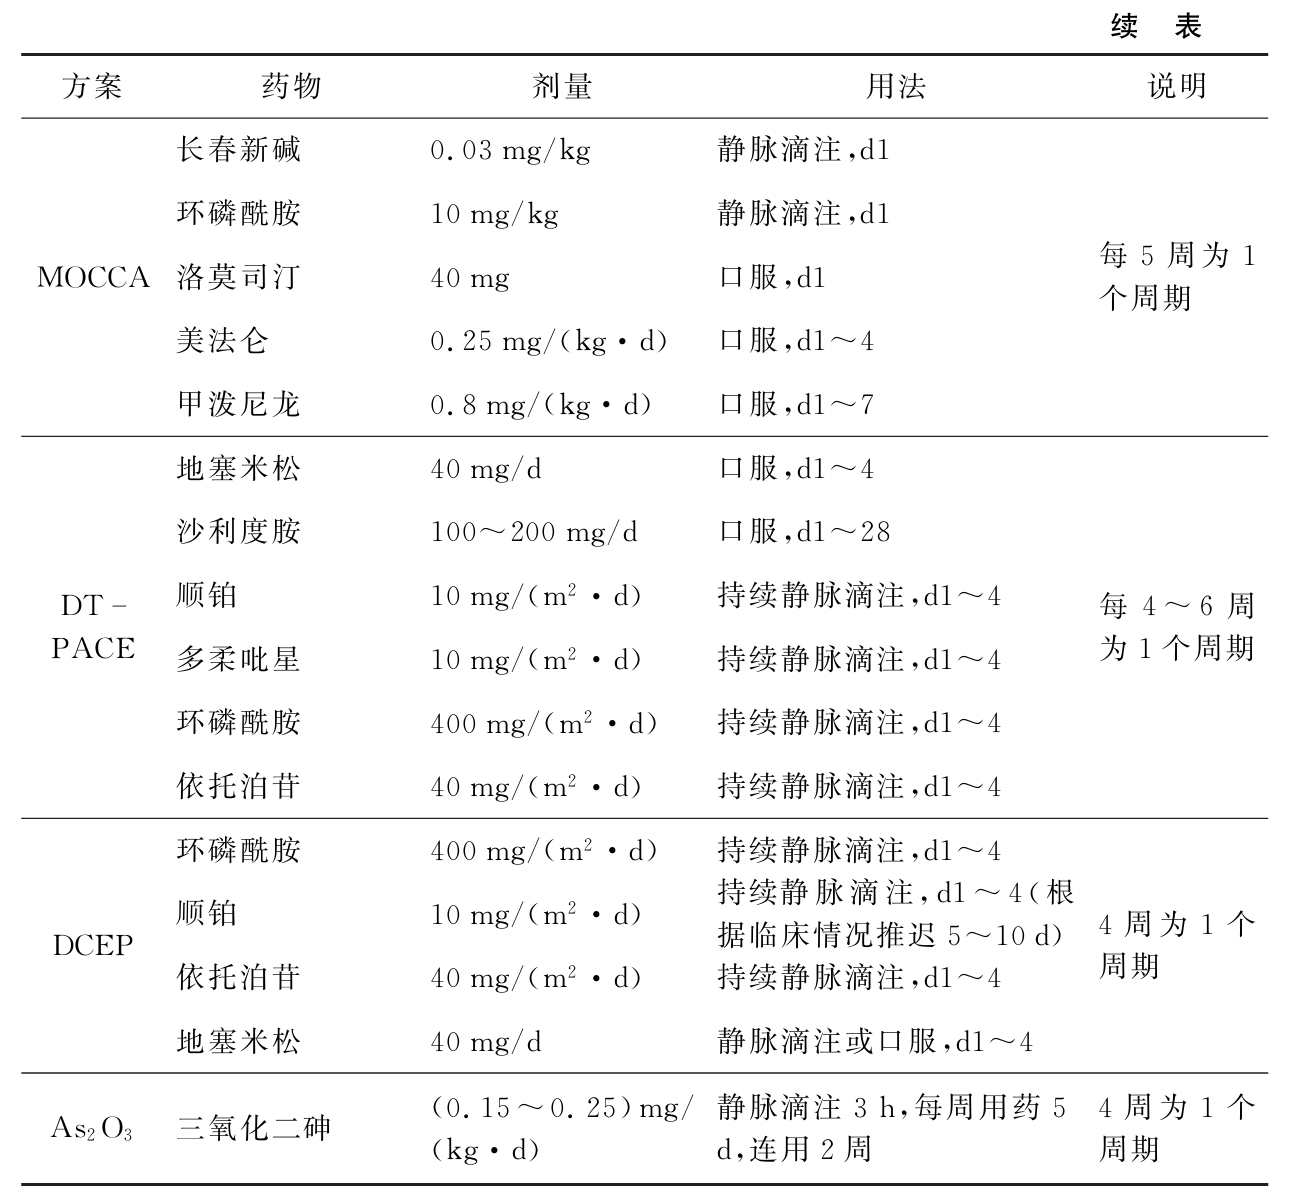 续 表
方案 药物 剂量 用法 说明
长春新碱 0.03 mg/kg 静脉滴注,d1
环磷酰胺 10 mg/kg 静脉滴注,d1
MOCCA 洛莫司汀 40 mg 口服,d1 每 5 周为 1
个周期
美法仑 0.25 mg/(kg·d) 口服,d1～4
甲泼尼龙 0.8 mg/(kg·d) 口服,d1～7
地塞米松 40 mg/d 口服,d1～4
沙利度胺 100～200 mg/d 口服,d1～28
DT–
PACE
顺铂 10 mg/(m²·d) 持续静脉滴注,d1～4
每 4～6 周
为 1 个周期
多柔吡星 10 mg/(m²·d) 持续静脉滴注,d1～4
环磷酰胺 400 mg/(m²·d) 持续静脉滴注,d1～4
依托泊苷 40 mg/(m²·d) 持续静脉滴注,d1～4
环磷酰胺 400 mg/(m²·d) 持续静脉滴注,d1～4
DCEP
顺铂 10 mg/(m²·d) 持续静脉滴注,d1～4(根
据临床情况推迟 5～10 d)
4 周为 1 个
周期
依托泊苷 40 mg/(m²·d) 持续静脉滴注,d1～4
地塞米松 40 mg/d 静脉滴注或口服,d1～4
As₂O₃ 三氧化二砷
(0.15～0.25)mg/
(kg·d)
静脉滴注 3 h,每周用药 5
d,连用 2 周
4 周为 1 个
周期